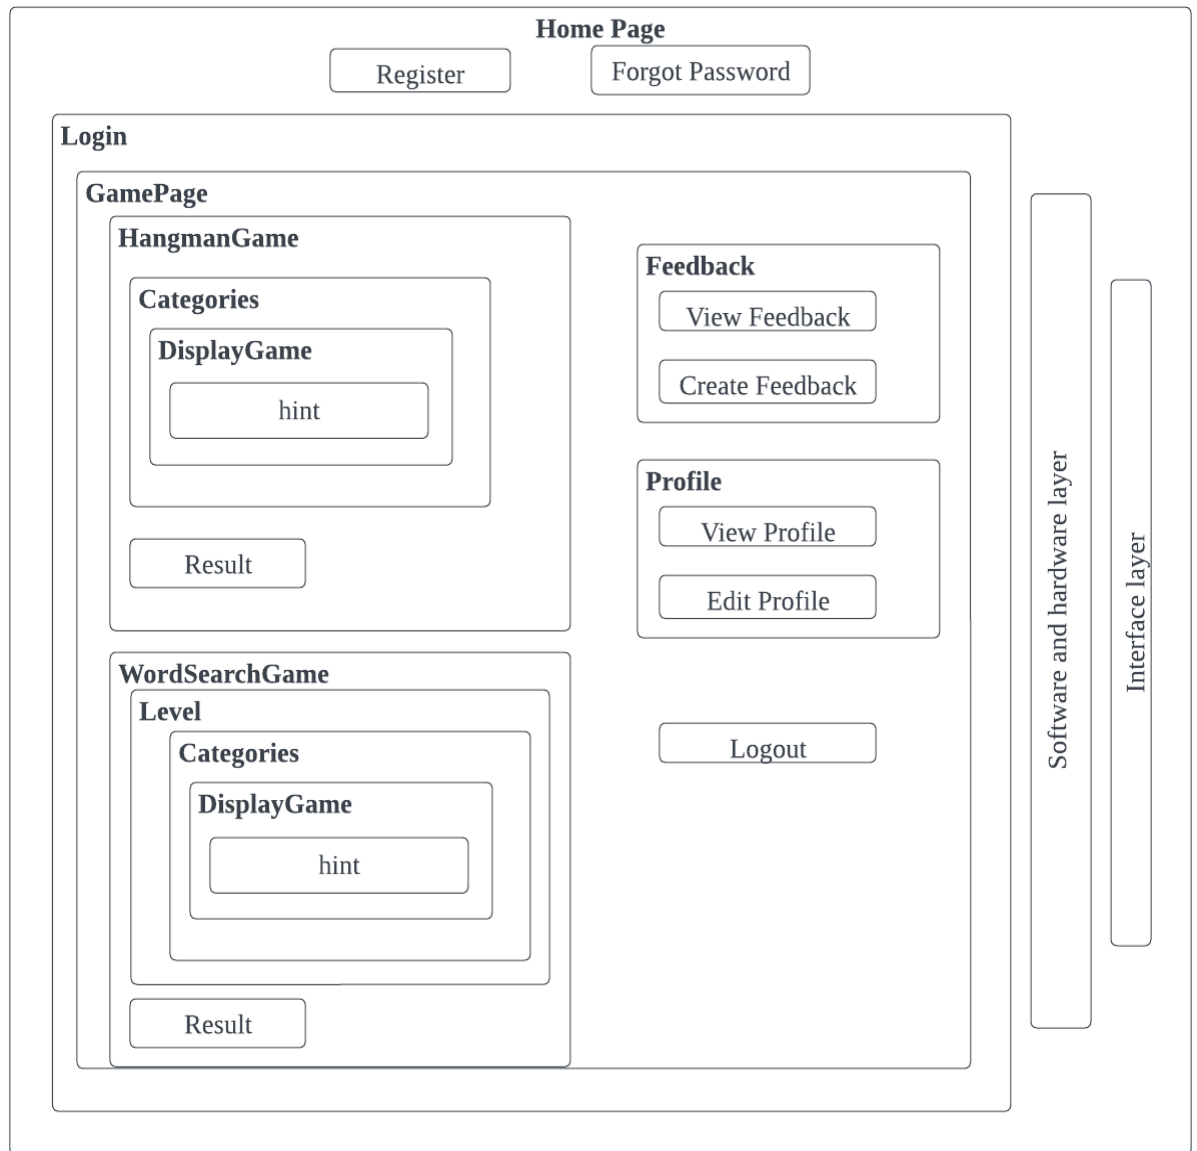 Home Page
Register
Forgot Password
Login
GamePage
HangmanGame
Categories
DisplayGame
hint
Result
WordSearchGame
Level
Categories
DisplayGame
hint
Result
Feedback
View Feedback
Create Feedback
Profile
View Profile
Edit Profile
Logout
Software and hardware layer
Interface layer